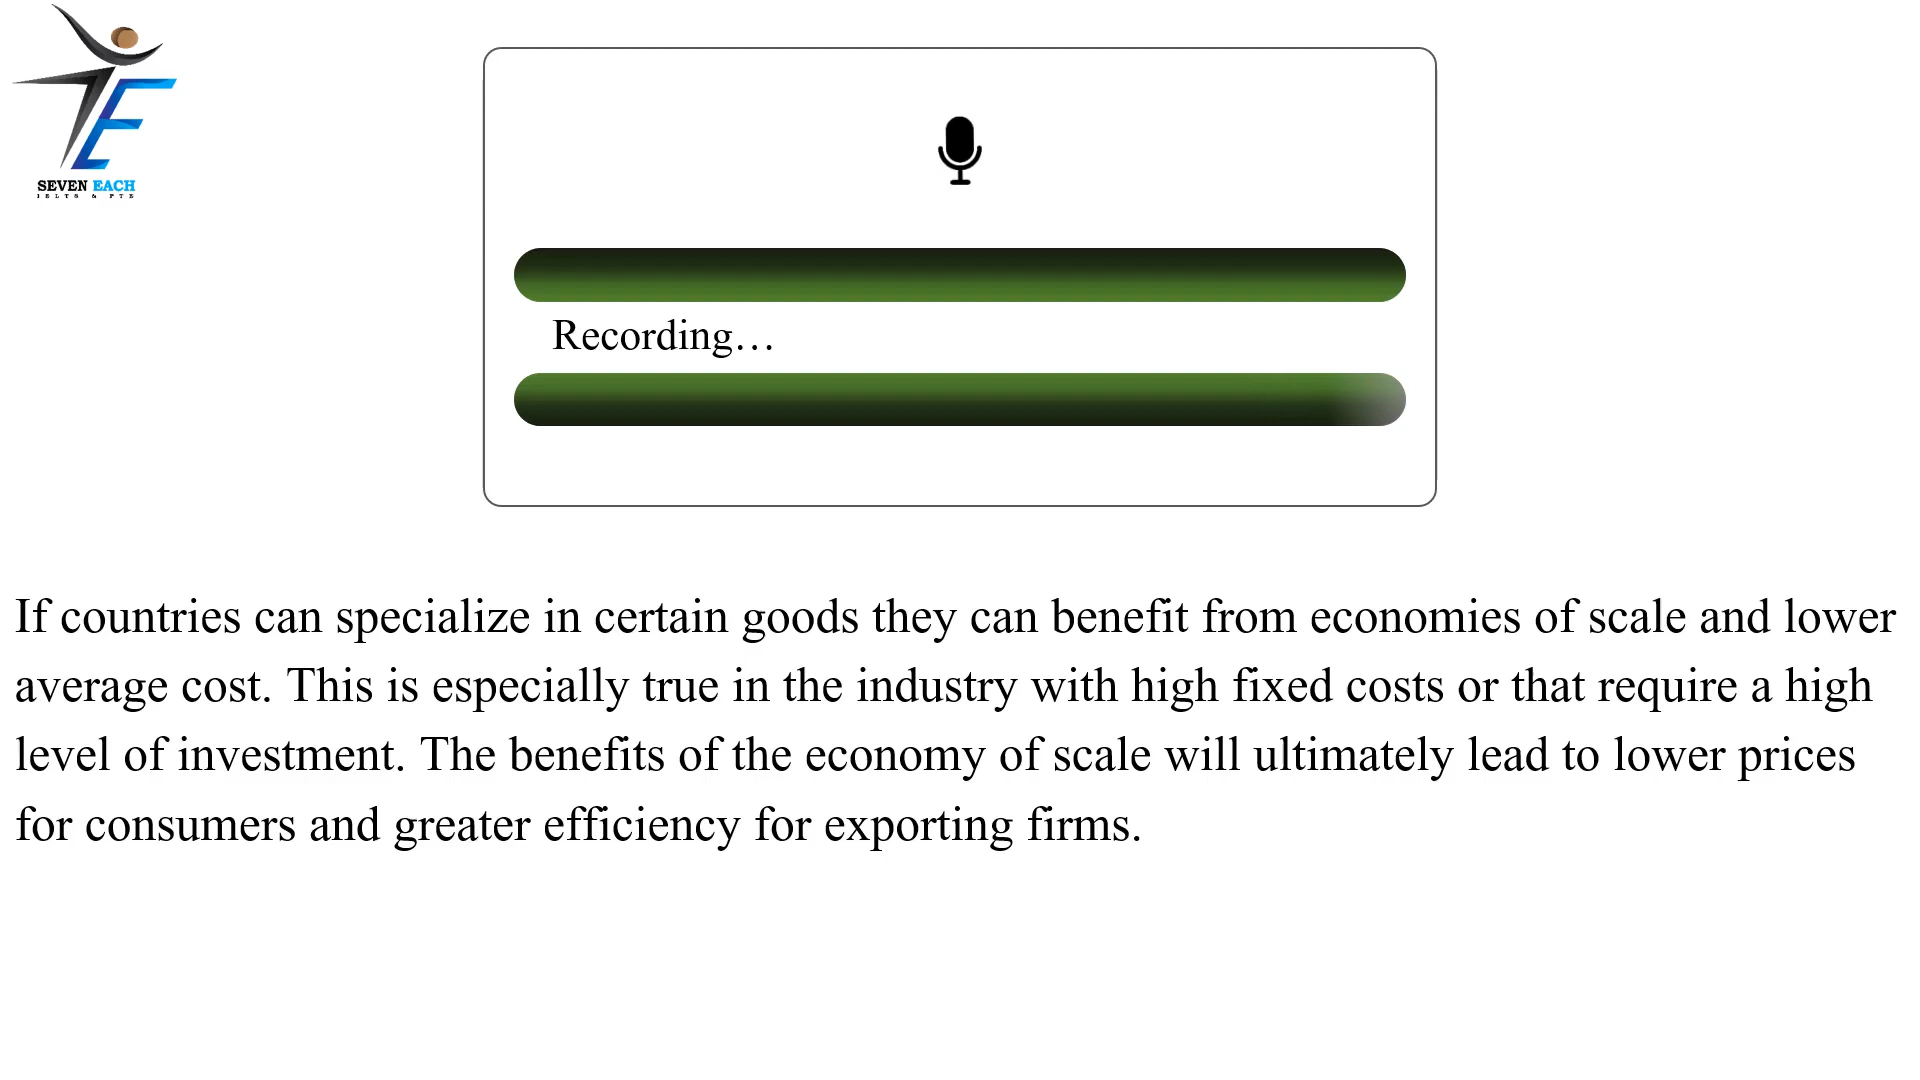 SEVEN EACH
IELTS & PTE
Recording…
If countries can specialize in certain goods they can benefit from economies of scale and lower
average cost. This is especially true in the industry with high fixed costs or that require a high
level of investment. The benefits of the economy of scale will ultimately lead to lower prices
for consumers and greater efficiency for exporting firms.